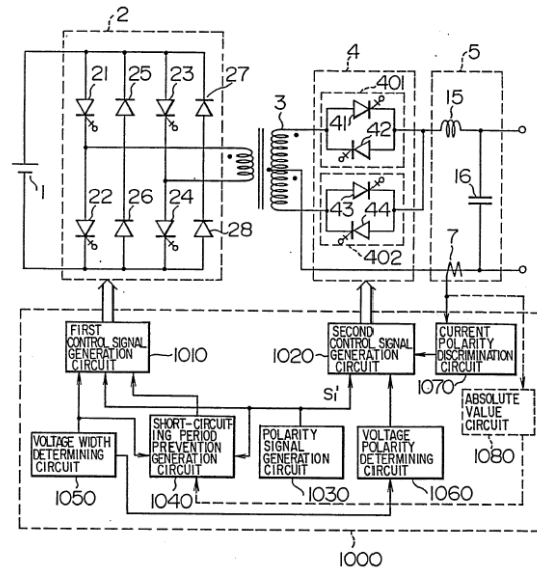 2
21
25
23
27
1
22
26
24
28
3
4
401
41
42
43
44
402
5
15
16
7
FIRST
CONTROL SIGNAL
GENERATION
CIRCUIT
1010
SECOND
CONTROL SIGNAL
GENERATION
CIRCUIT
1020
CURRENT
POLARITY
DISCRIMINATION
CIRCUIT
1070
Si'
ABSOLUTE
VALUE
CIRCUIT
1080
VOLTAGE WIDTH
DETERMINING
CIRCUIT
1050
SHORT-CIRCUIT-
ING PERIOD
PREVENTION
GENERATION
CIRCUIT
1040
POLARITY
SIGNAL
GENERATION
CIRCUIT
1030
VOLTAGE
POLARITY
DETERMINING
CIRCUIT
1060
1000